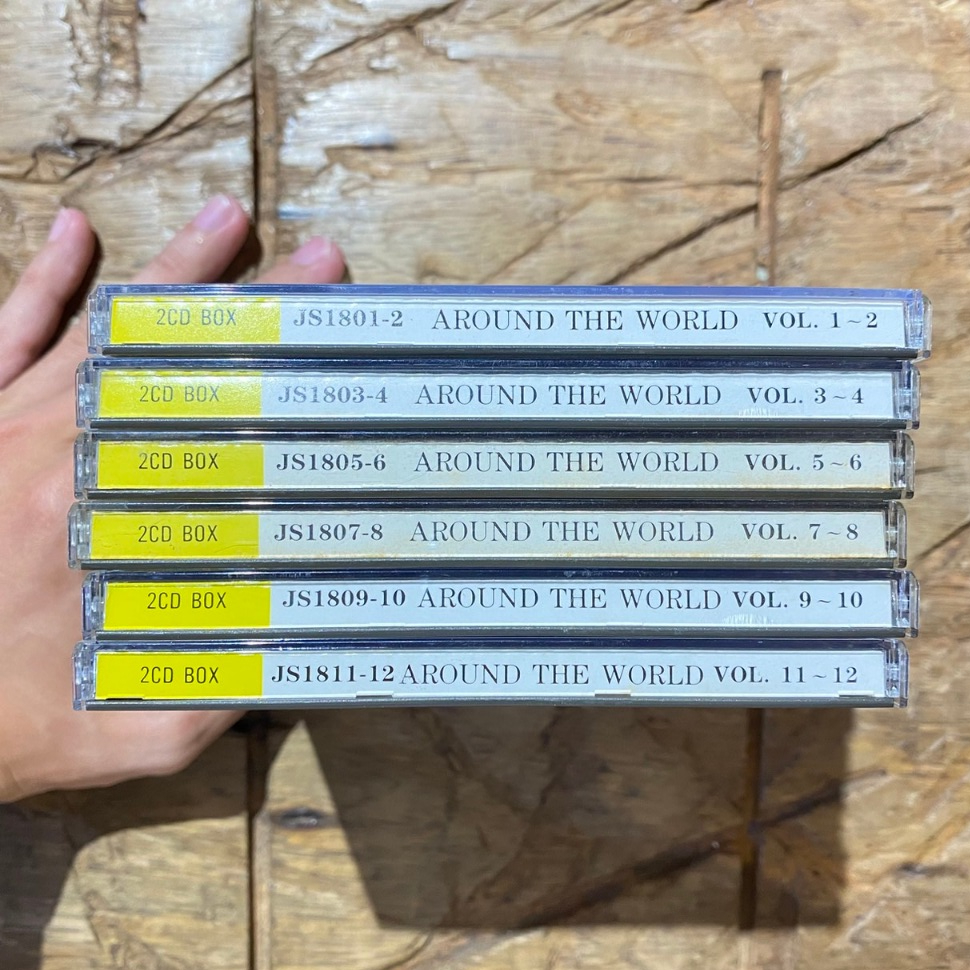 2CD BOX JS1801-2 AROUND THE WORLD VOL. 1~2
2CD BOX JS1803-4 AROUND THE WORLD VOL. 3~4
2CD BOX JS1805-6 AROUND THE WORLD VOL. 5~6
2CD BOX JS1807-8 AROUND THE WORLD VOL. 7~8
2CD BOX JS1809-10 AROUND THE WORLD VOL. 9~10
2CD BOX JS1811-12 AROUND THE WORLD VOL. 11~12